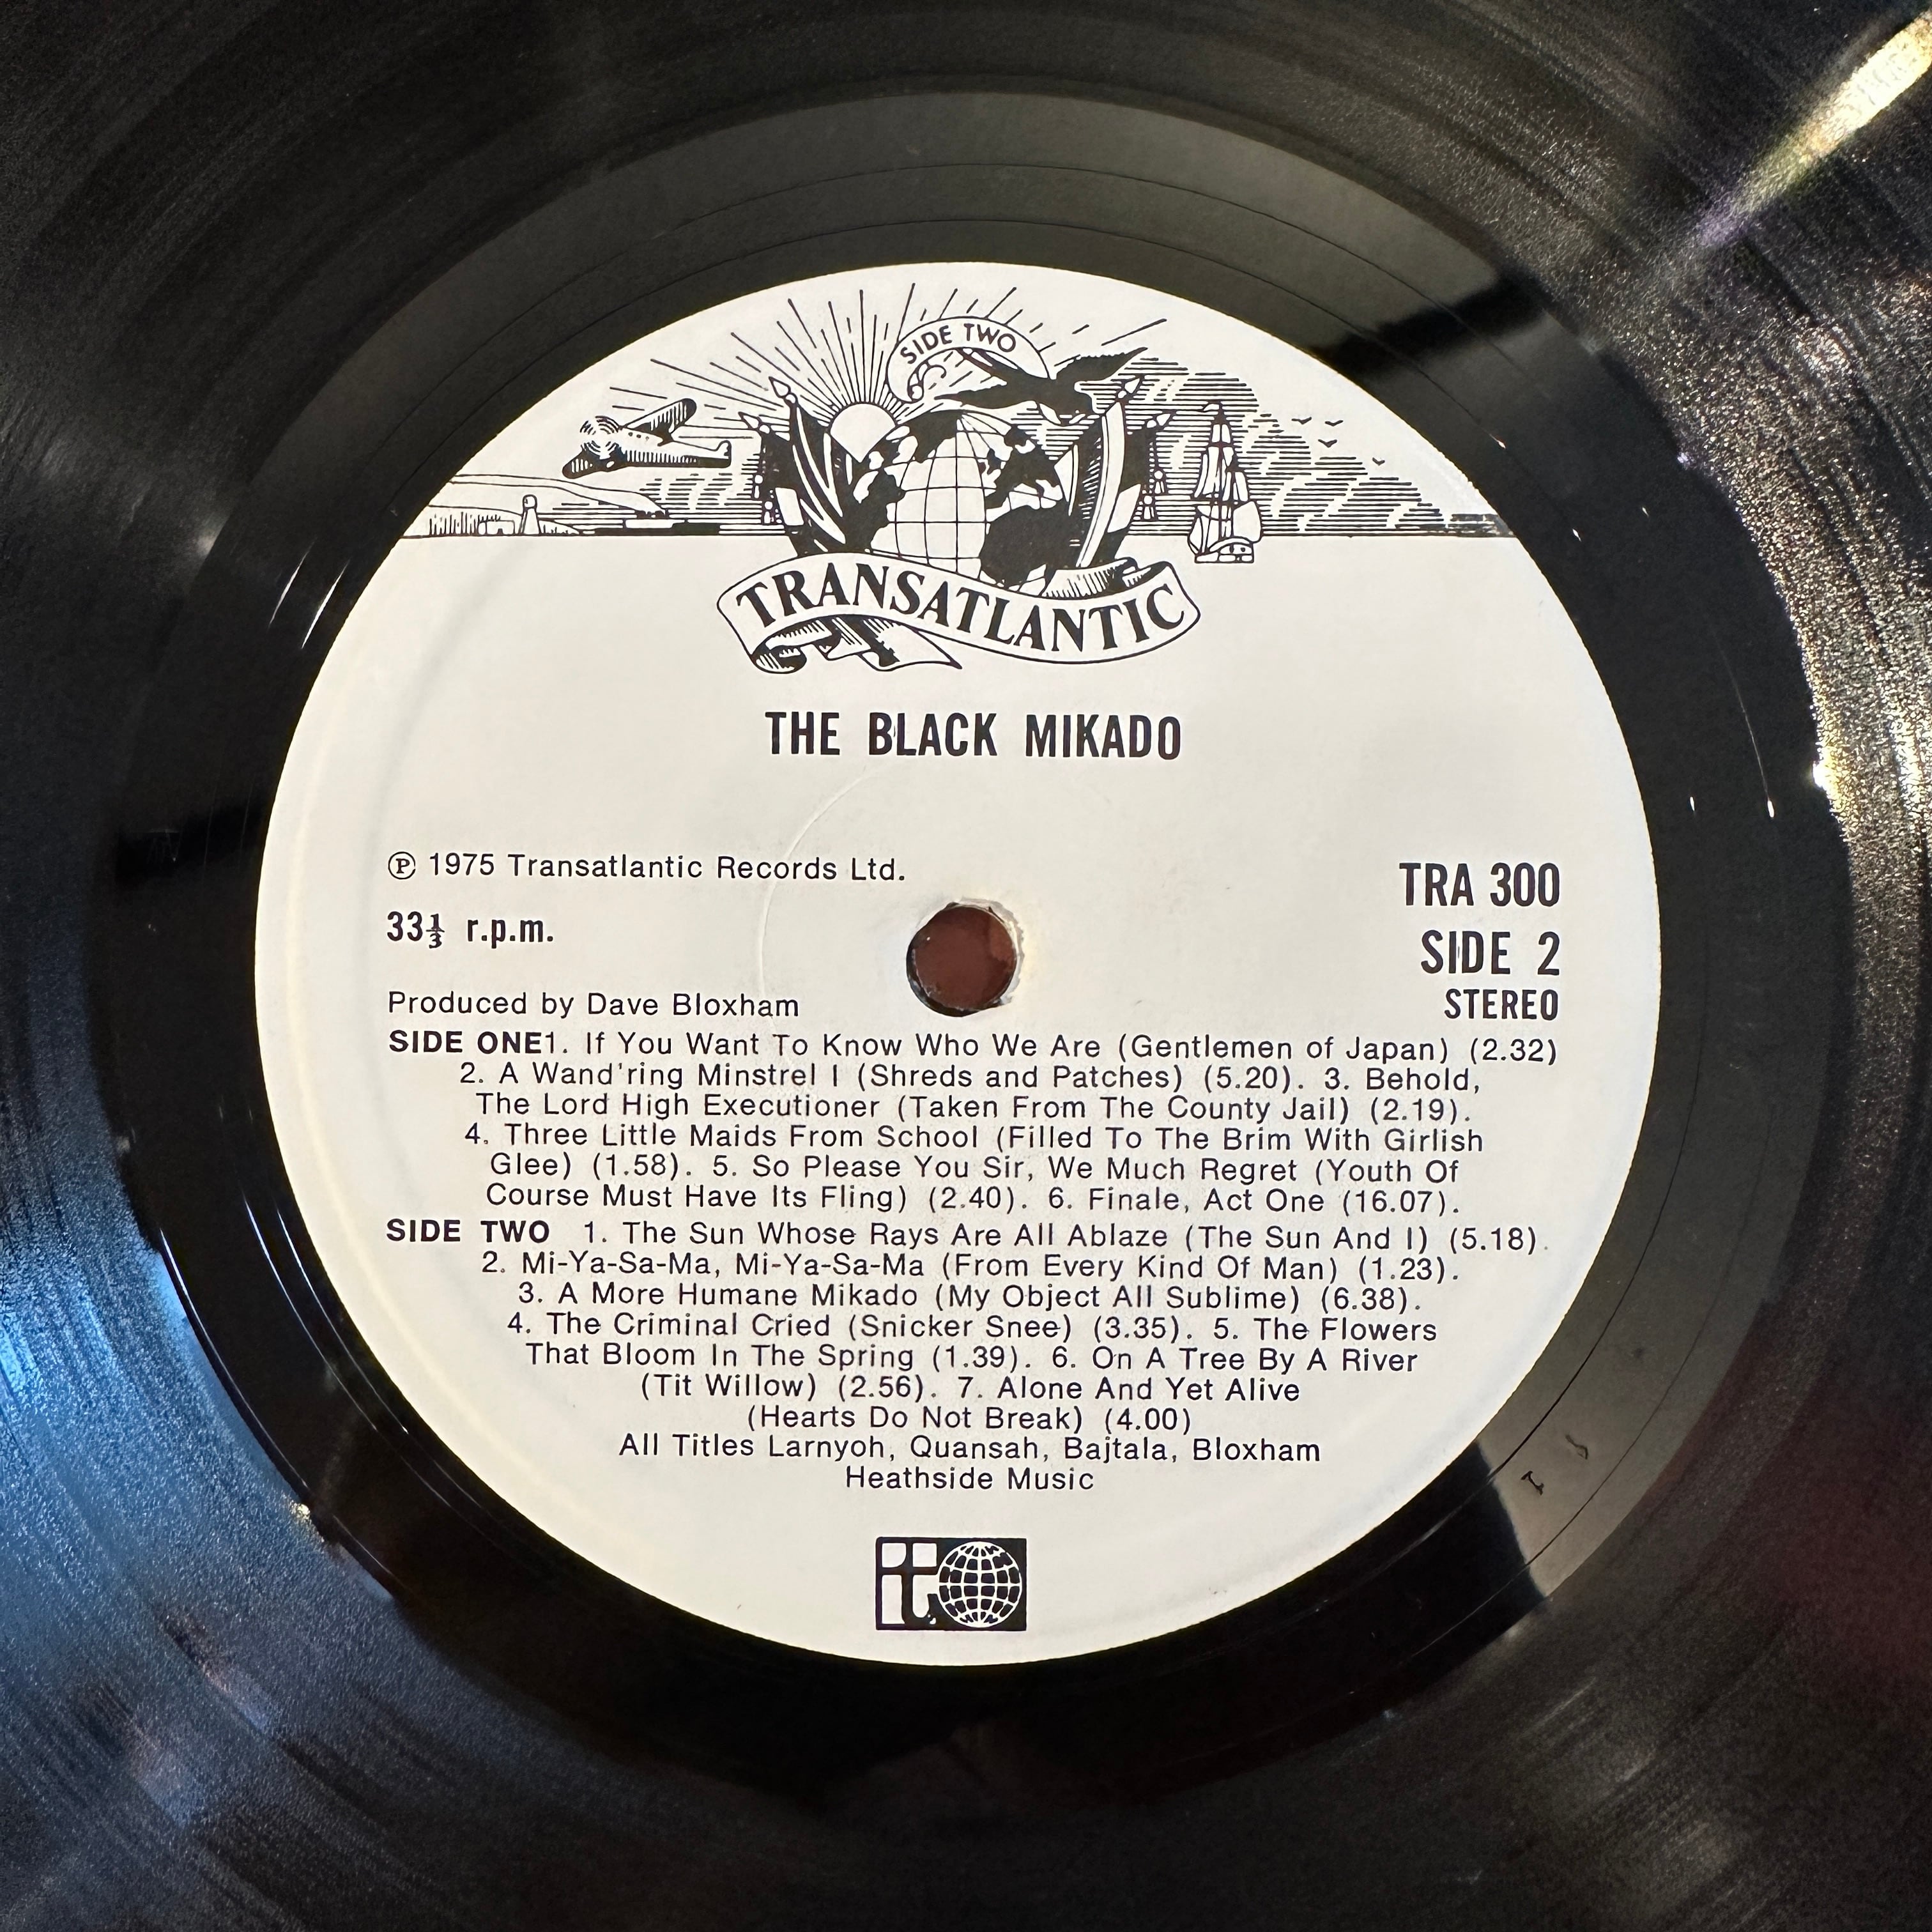 SIDE TWO
TRANSATLANTIC
THE BLACK MIKADO
℗ 1975 Transatlantic Records Ltd.
TRA 300
33⅓ r.p.m.
SIDE 2
Produced by Dave Bloxham
STEREO
SIDE ONE1. If You Want To Know Who We Are (Gentlemen of Japan) (2.32)
2. A Wand'ring Minstrel I (Shreds and Patches) (5.20). 3. Behold,
The Lord High Executioner (Taken From The County Jail) (2.19).
4. Three Little Maids From School (Filled To The Brim With Girlish
Glee) (1.58). 5. So Please You Sir, We Much Regret (Youth Of
Course Must Have Its Fling) (2.40). 6. Finale, Act One (16.07).
SIDE TWO 1. The Sun Whose Rays Are All Ablaze (The Sun And I) (5.18).
2. Mi-Ya-Sa-Ma, Mi-Ya-Sa-Ma (From Every Kind Of Man) (1.23).
3. A More Humane Mikado (My Object All Sublime) (6.38).
4. The Criminal Cried (Snicker Snee) (3.35). 5. The Flowers
That Bloom In The Spring (1.39). 6. On A Tree By A River
(Tit Willow) (2.56). 7. Alone And Yet Alive
(Hearts Do Not Break) (4.00)
All Titles Larnyoh, Quansah, Bajtala, Bloxham
Heathside Music